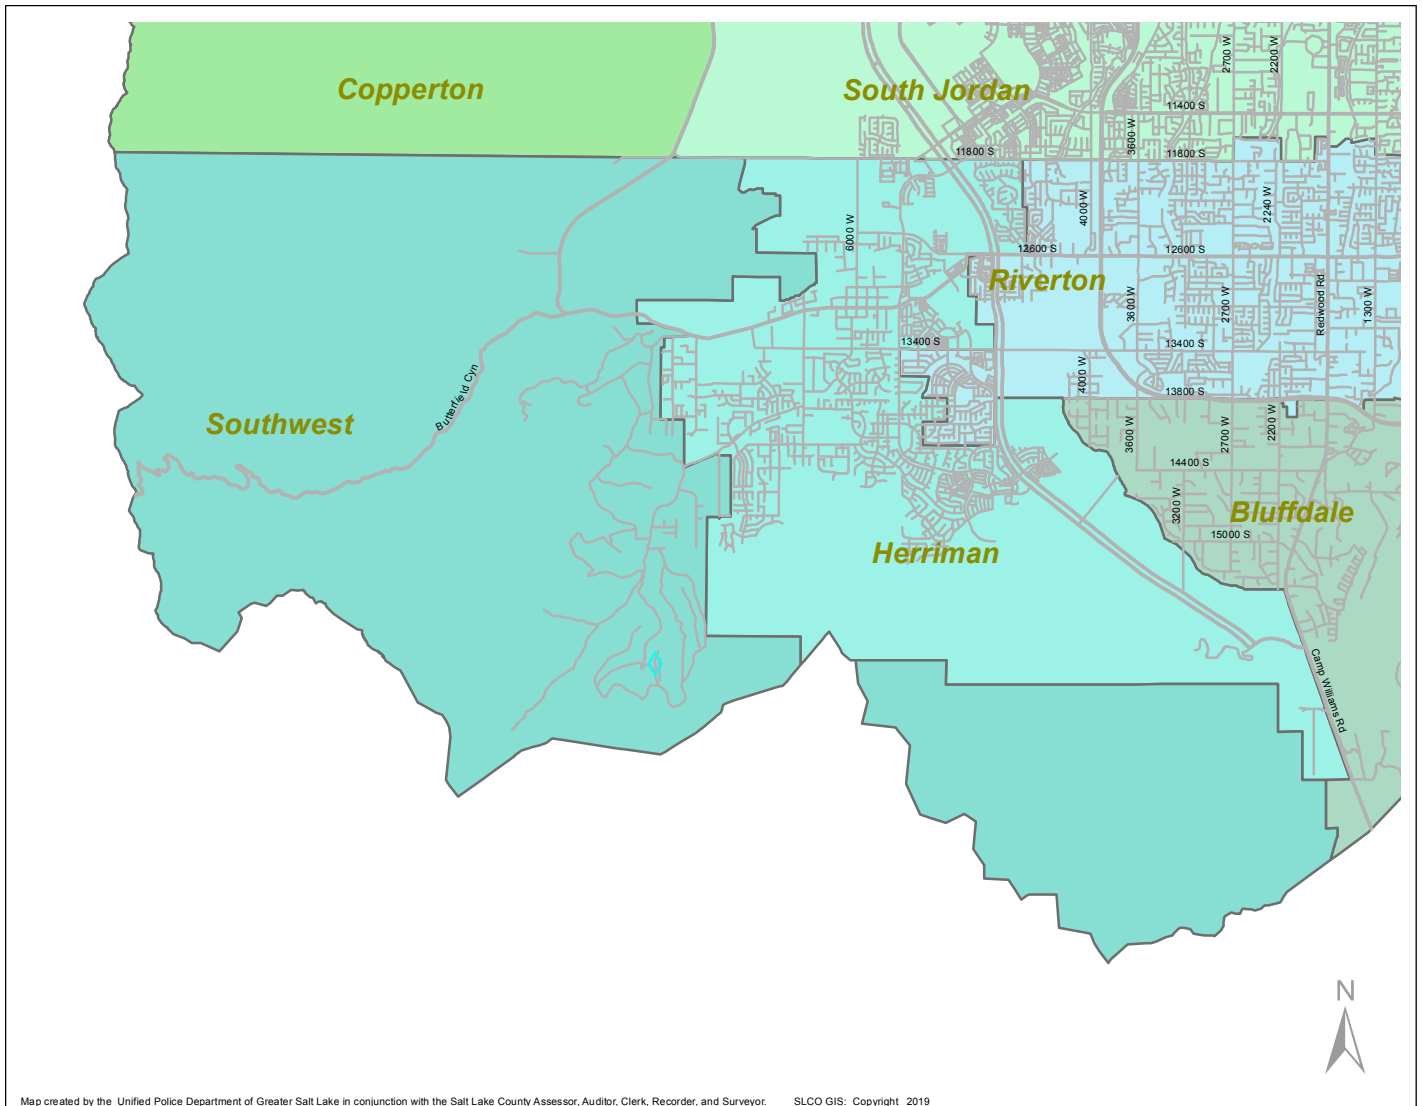 2700 W
2200 W
Copperton
South Jordan
11400 S
3600 W
11800 S
11800 S
4000 W
2240 W
6000 W
12600 S
12600 S
Riverton
3600 W
2700 W
Redwood Rd
1300 W
13400 S
13400 S
4000 W
13800 S
Butterfield Cyn
Southwest
3600 W
2700 W
2200 W
14400 S
3200 W
Bluffdale
15000 S
Herriman
Camp Williams Rd
N
Map created by the Unified Police Department of Greater Salt Lake in conjunction with the Salt Lake County Assessor, Auditor, Clerk, Recorder, and Surveyor. SLCO GIS: Copyright 2019